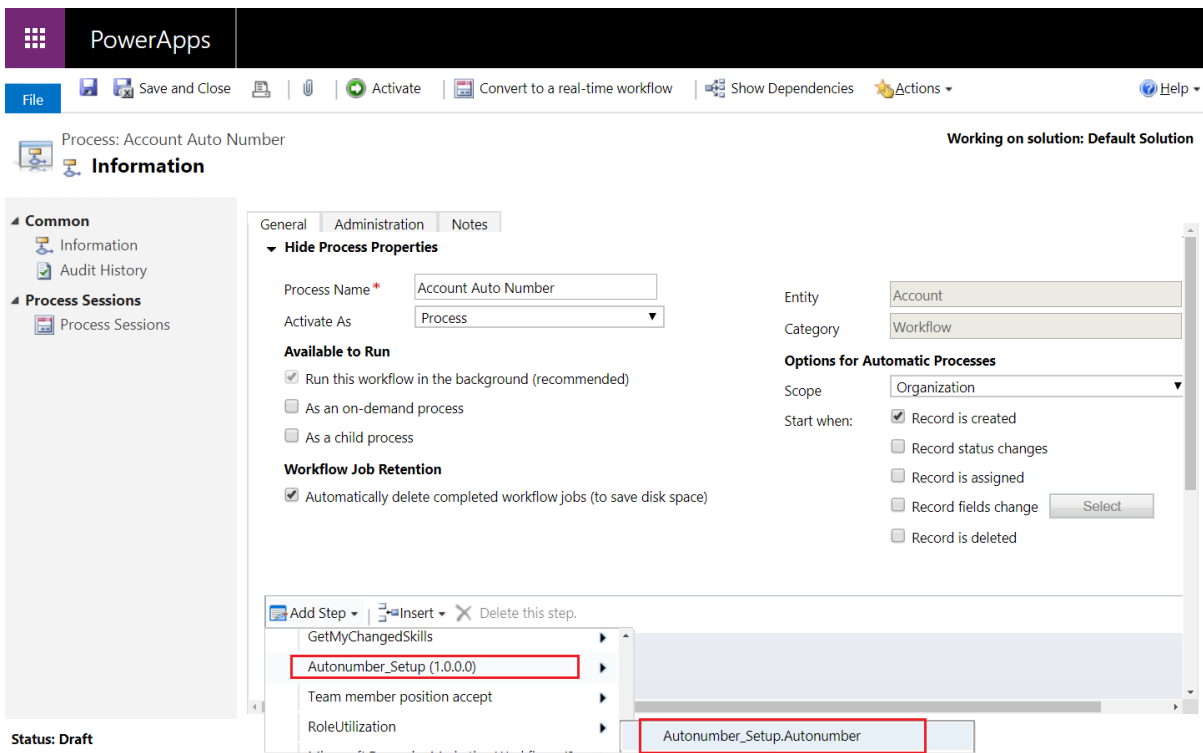 PowerApps
File
Save and Close
Activate
Convert to a real-time workflow
Show Dependencies
Actions
Help
Process: Account Auto Number
Information
Working on solution: Default Solution
Common
Information
Audit History
Process Sessions
Process Sessions
General
Administration
Notes
Hide Process Properties
Process Name *
Account Auto Number
Activate As
Process
Available to Run
Run this workflow in the background (recommended)
As an on-demand process
As a child process
Workflow Job Retention
Automatically delete completed workflow jobs (to save disk space)
Entity
Account
Category
Workflow
Options for Automatic Processes
Scope
Organization
Start when:
Record is created
Record status changes
Record is assigned
Record fields change
Select
Record is deleted
Add Step
Insert
Delete this step.
GetMyChangedSkills
Autonumber_Setup (1.0.0.0)
Team member position accept
RoleUtilization
Autonumber_Setup.Autonumber
Status: Draft